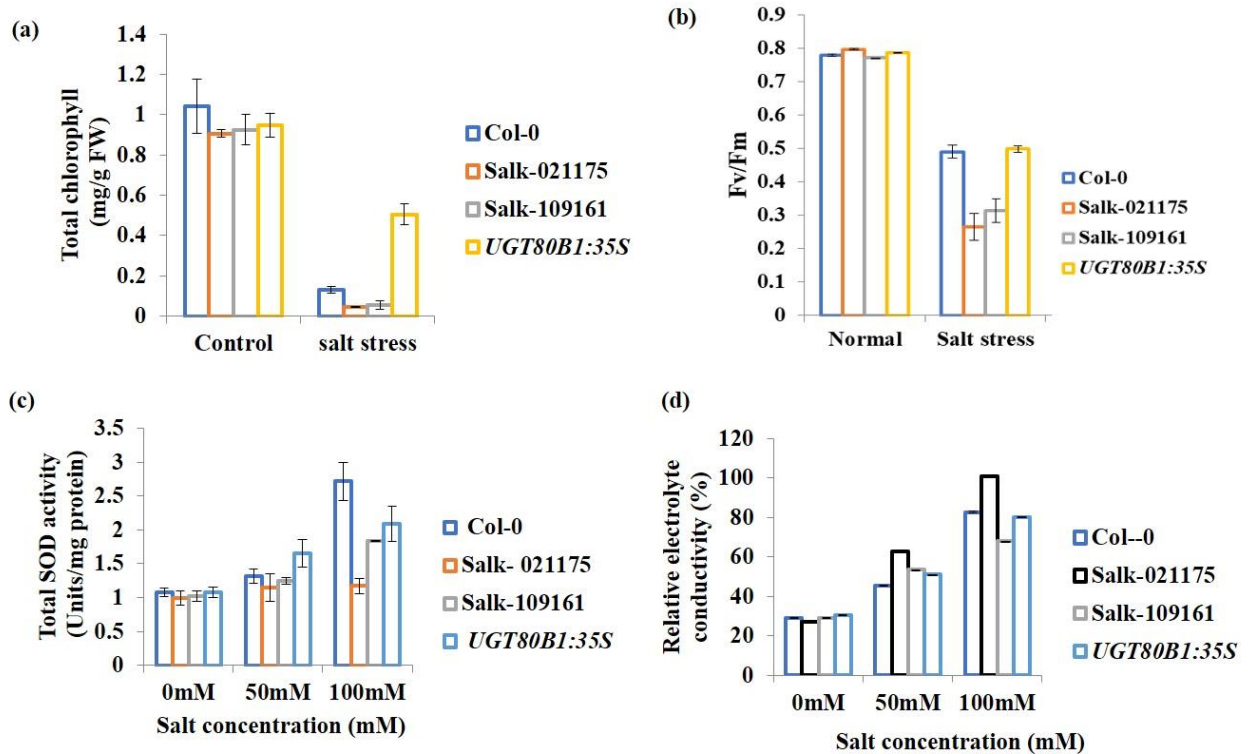 (a)
Total chlorophyll
(mg/g FW)
1.4
1.2
1
0.8
0.6
0.4
0.2
0
Control
salt stress
Col-0
Salk-021175
Salk-109161
UGT80B1:35S
(b)
Fv/Fm
0.9
0.8
0.7
0.6
0.5
0.4
0.3
0.2
0.1
0
Normal
Salt stress
Col-0
Salk-021175
Salk-109161
UGT80B1:35S
(c)
Total SOD activity
(Units/mg protein)
3.5
3
2.5
2
1.5
1
0.5
0
0mM
50mM
100mM
Salt concentration (mM)
Col-0
Salk- 021175
Salk-109161
UGT80B1:35S
(d)
Relative electrolyte
conductivity (%)
120
100
80
60
40
20
0
0mM
50mM
100mM
Salt concentration (mM)
Col--0
Salk-021175
Salk-109161
UGT80B1:35S